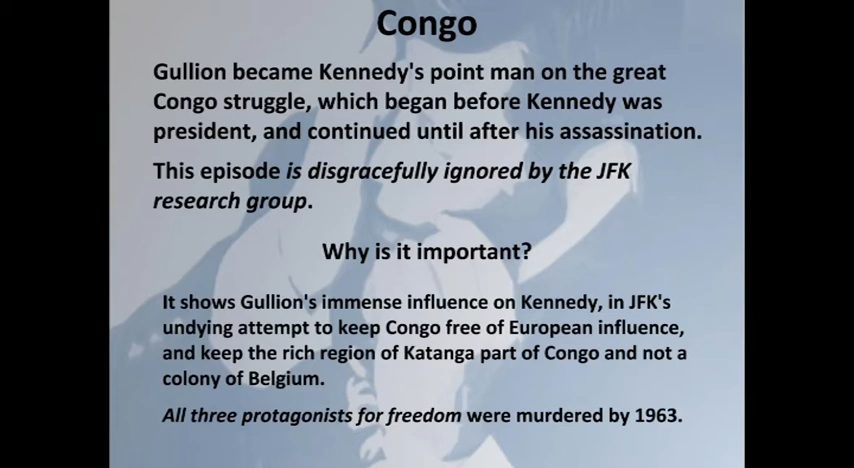 Congo
Gullion became Kennedy's point man on the great
Congo struggle, which began before Kennedy was
president, and continued until after his assassination.
This episode is disgracefully ignored by the JFK
research group.
Why is it important?
It shows Gullion's immense influence on Kennedy, in JFK's
undying attempt to keep Congo free of European influence,
and keep the rich region of Katanga part of Congo and not a
colony of Belgium.
All three protagonists for freedom were murdered by 1963.